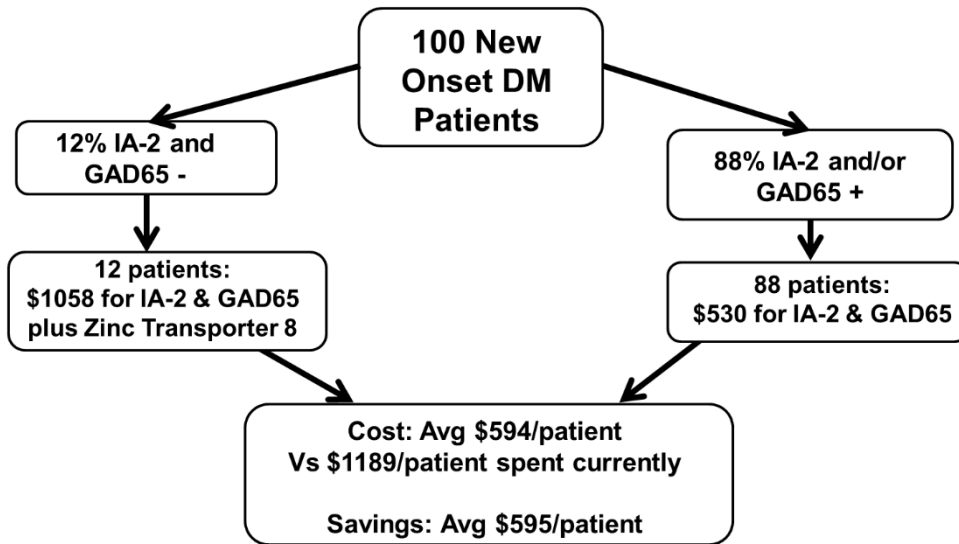 100 New
Onset DM
Patients
12% IA-2 and
GAD65 -
88% IA-2 and/or
GAD65 +
12 patients:
$1058 for IA-2 & GAD65
plus Zinc Transporter 8
88 patients:
$530 for IA-2 & GAD65
Cost: Avg $594/patient
Vs $1189/patient spent currently
Savings: Avg $595/patient